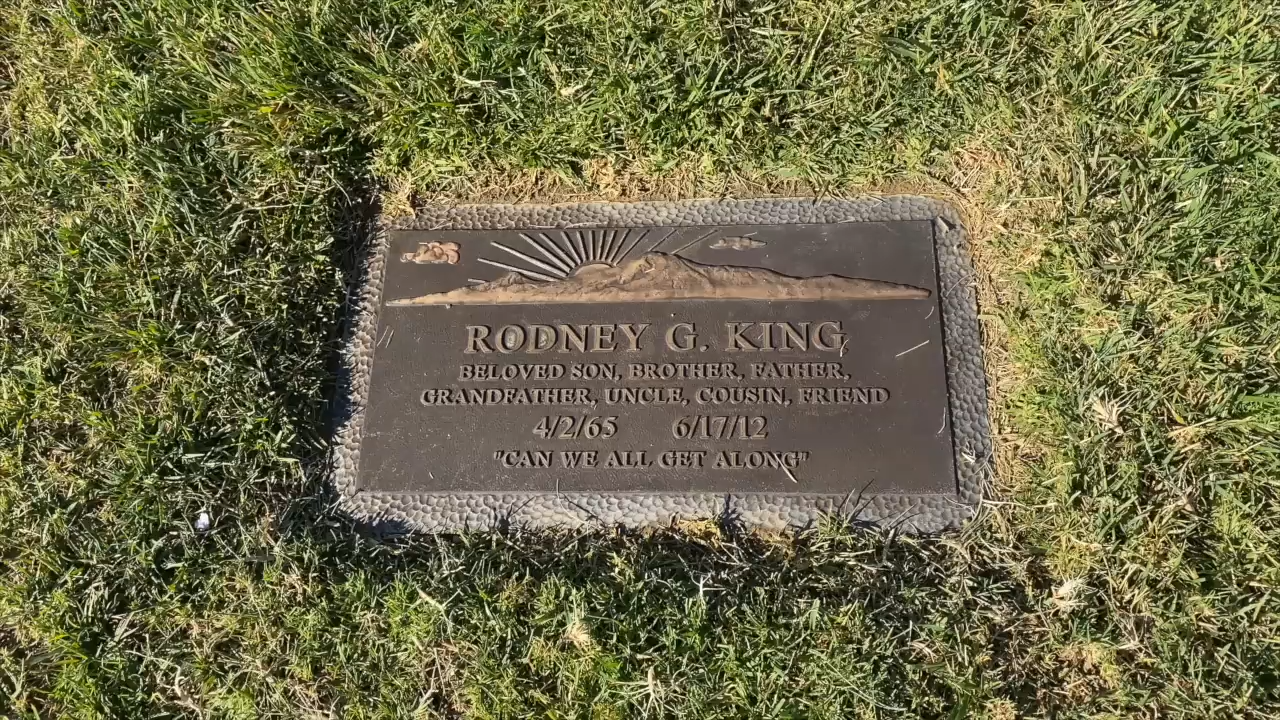 RODNEY G. KING
BELOVED SON, BROTHER, FATHER,
GRANDFATHER, UNCLE, COUSIN, FRIEND
4/2/65 6/17/12
"CAN WE ALL GET ALONG"